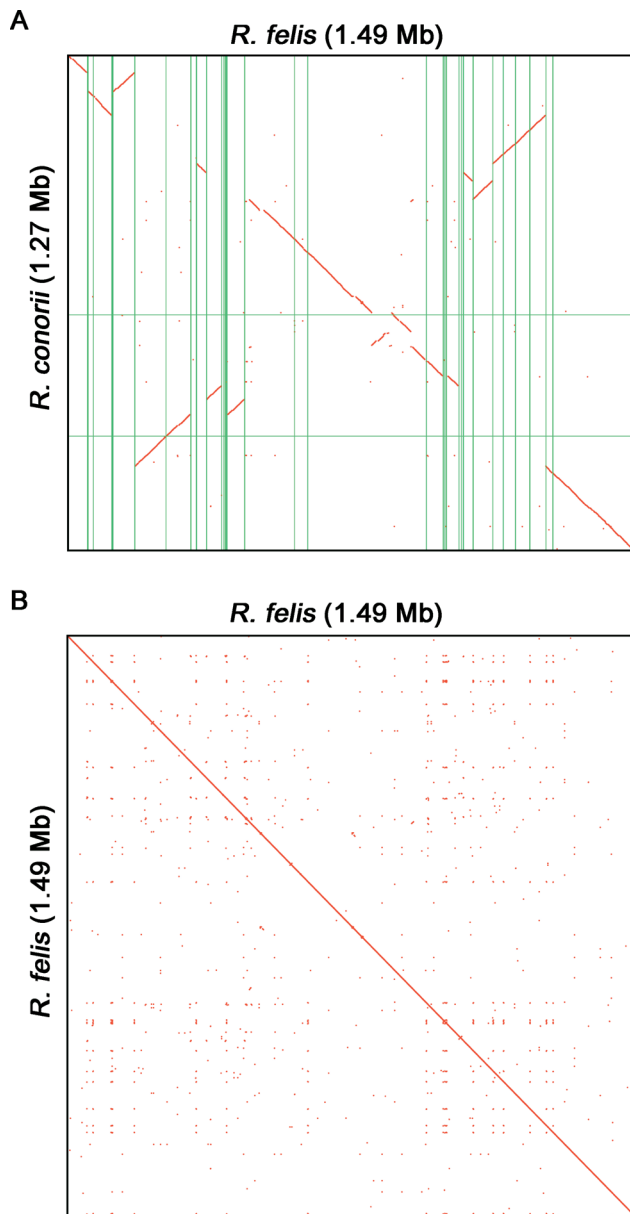 A
R. felis (1.49 Mb)
R. conorii (1.27 Mb)
B
R. felis (1.49 Mb)
R. felis (1.49 Mb)